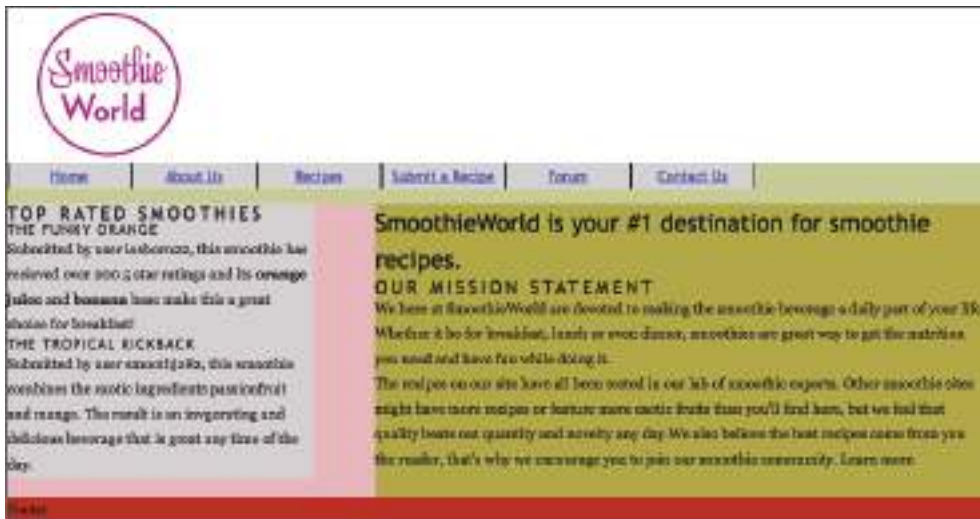 Smoothie
World
Home
About Us
Recipes
Submit a Recipe
Forum
Contact Us
TOP RATED SMOOTHIES
THE FUNKY ORANGE
Submitted by user, this smoothie has
recieved over 200 5 star ratings and its orange
juice and banana base make this a great
choice for breakfast!
THE TROPICAL KICKBACK
Submitted by user, this smoothie
combines the exotic ingredients passionfruit
and mango. The result is an invgorating and
delicious beverage that is great any time of the
day.
SmoothieWorld is your #1 destination for smoothie
recipes.
OUR MISSION STATEMENT
We here at SmoothieWorld are devoted to making the smoothie beverage a daily part of your
Whether it be for breakfast, lunch or even dinner, smoothies are great way to get the nutrition
you need and have fun while doing it.
The recipes on our site have all been tested in our lab of smoothie experts. Other smoothie sites
might have more recipes or feature more exotic fruits than you'll find here, but we feel that
quality beats out quantity and novelty any day. We also believe the best recipes come from you
the reader, that's why we encourage you to join our smoothie community. Learn more
Footer